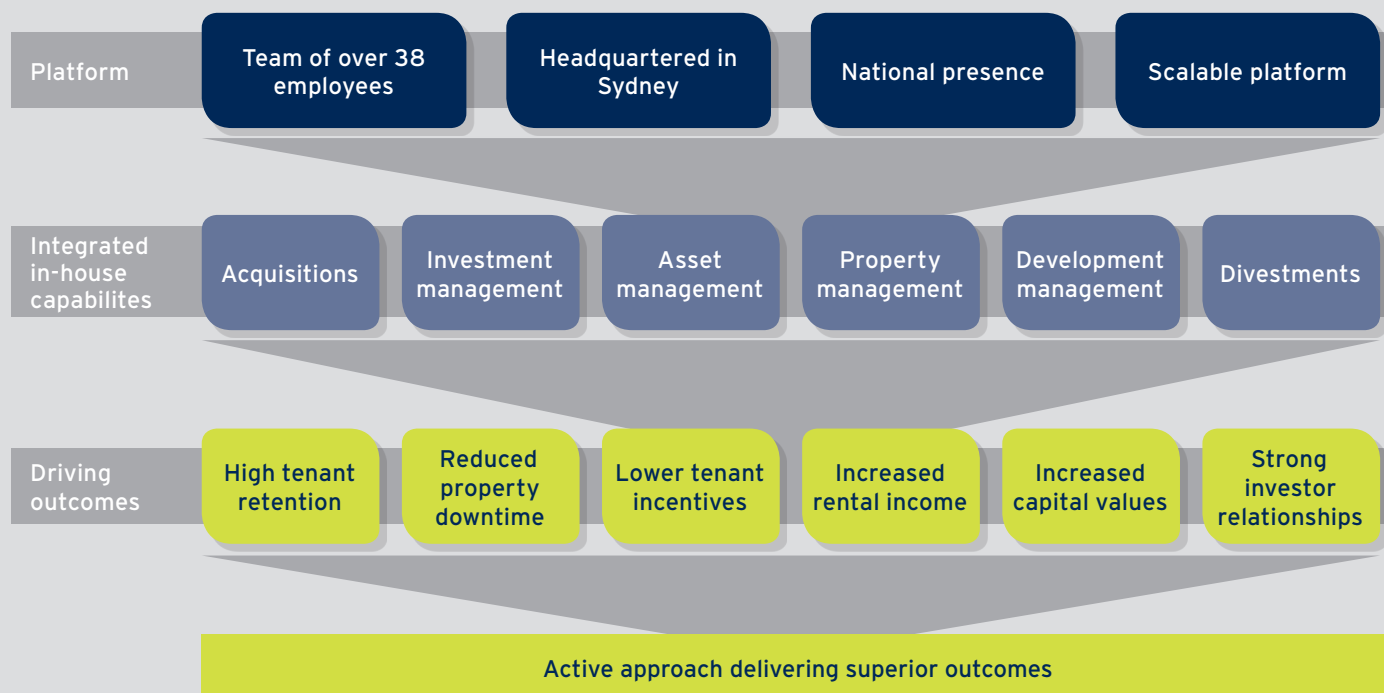 Platform
Team of over 38
employees
Headquartered in
Sydney
National presence
Scalable platform
Integrated
in-house
capabilites
Acquisitions
Investment
management
Asset
management
Property
management
Development
management
Divestments
Driving
outcomes
High tenant
retention
Reduced
property
downtime
Lower tenant
incentives
Increased
rental income
Increased
capital values
Strong
investor
relationships
Active approach delivering superior outcomes